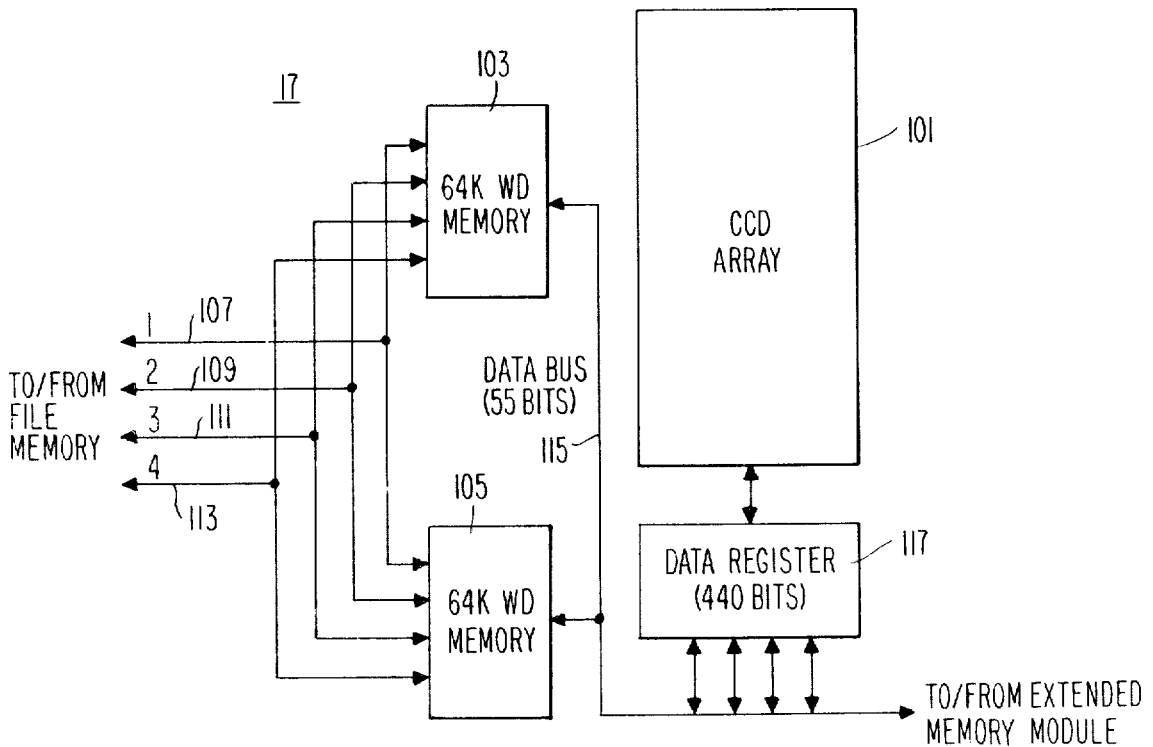 17
103
64K WD
MEMORY
101
CCD
ARRAY
1
107
2
109
3
111
4
113
TO/FROM
FILE
MEMORY
DATA BUS
(55 BITS)
115
105
64K WD
MEMORY
DATA REGISTER
(440 BITS)
117
TO/FROM EXTENDED
MEMORY MODULE